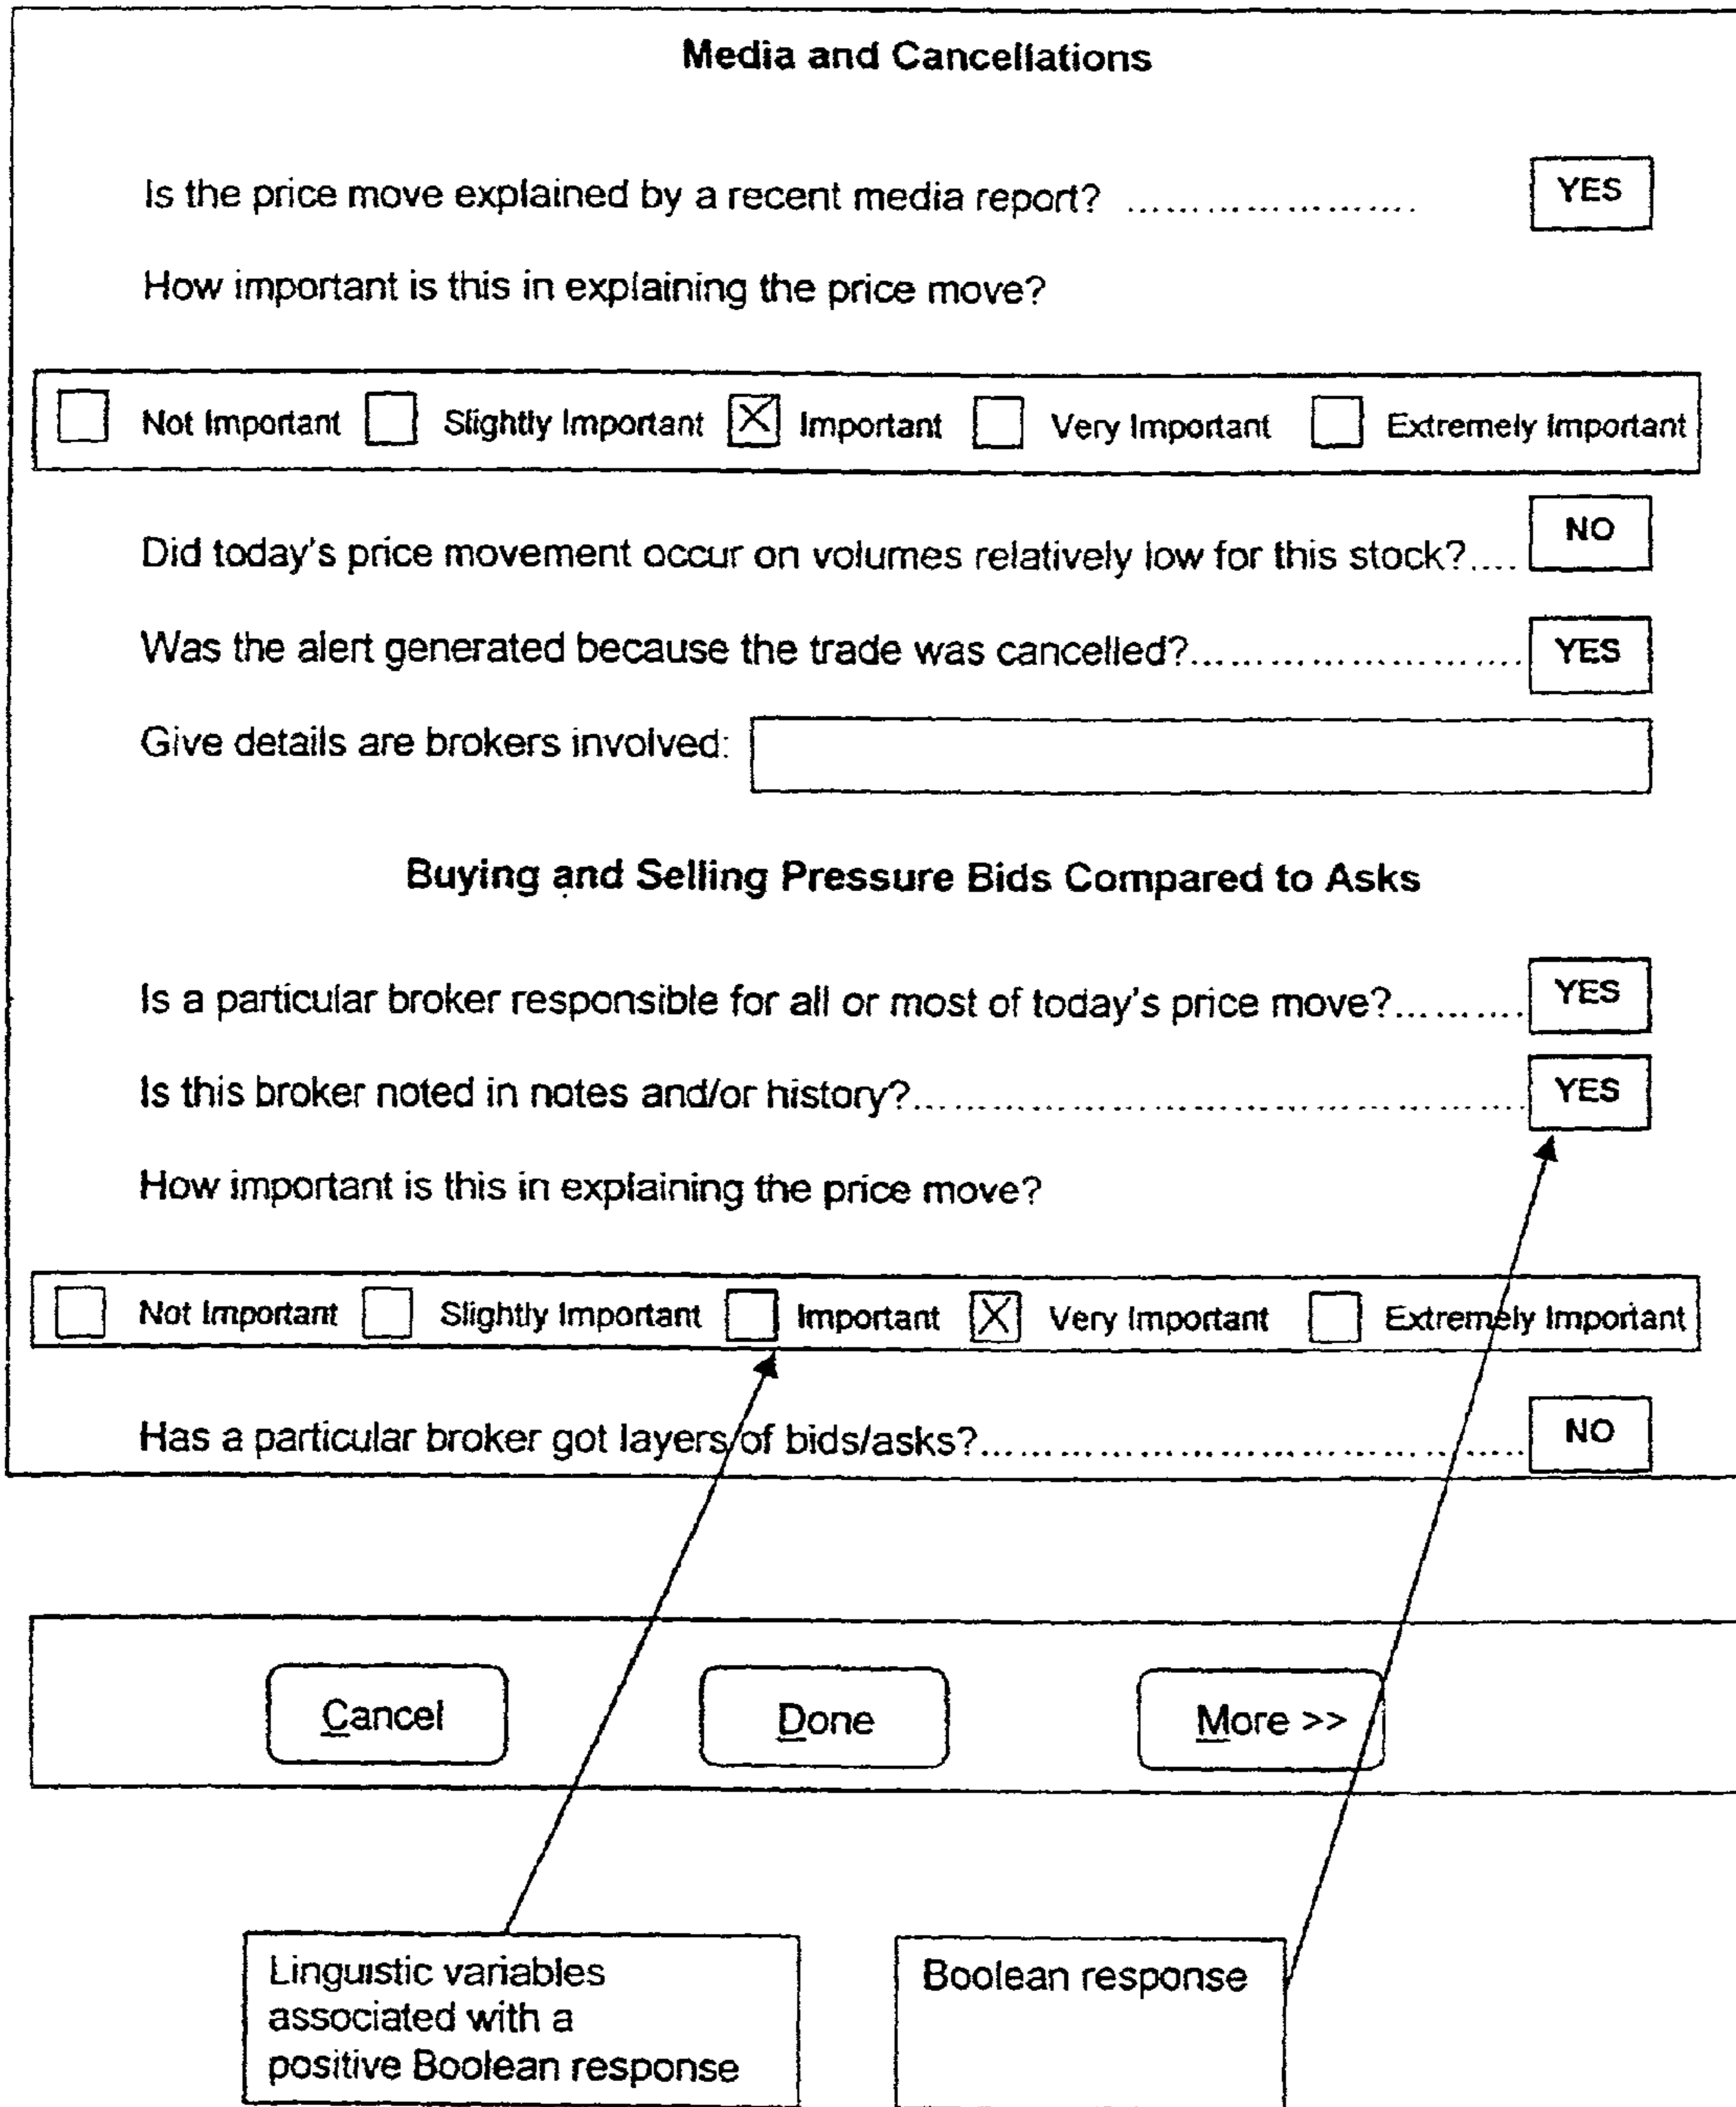 Media and Cancellations
Is the price move explained by a recent media report? ...................... YES
How important is this in explaining the price move?
Not Important Slightly Important Important Very Important Extremely Important
Did today's price movement occur on volumes relatively low for this stock?.... NO
Was the alert generated because the trade was cancelled?.......................... YES
Give details are brokers involved:
Buying and Selling Pressure Bids Compared to Asks
Is a particular broker responsible for all or most of today's price move?.......... YES
Is this broker noted in notes and/or history?................................................ YES
How important is this in explaining the price move?
Not Important Slightly Important Important Very Important Extremely Important
Has a particular broker got layers of bids/asks?.......................................... NO
Cancel Done More >>
Linguistic variables
associated with a
positive Boolean response
Boolean response